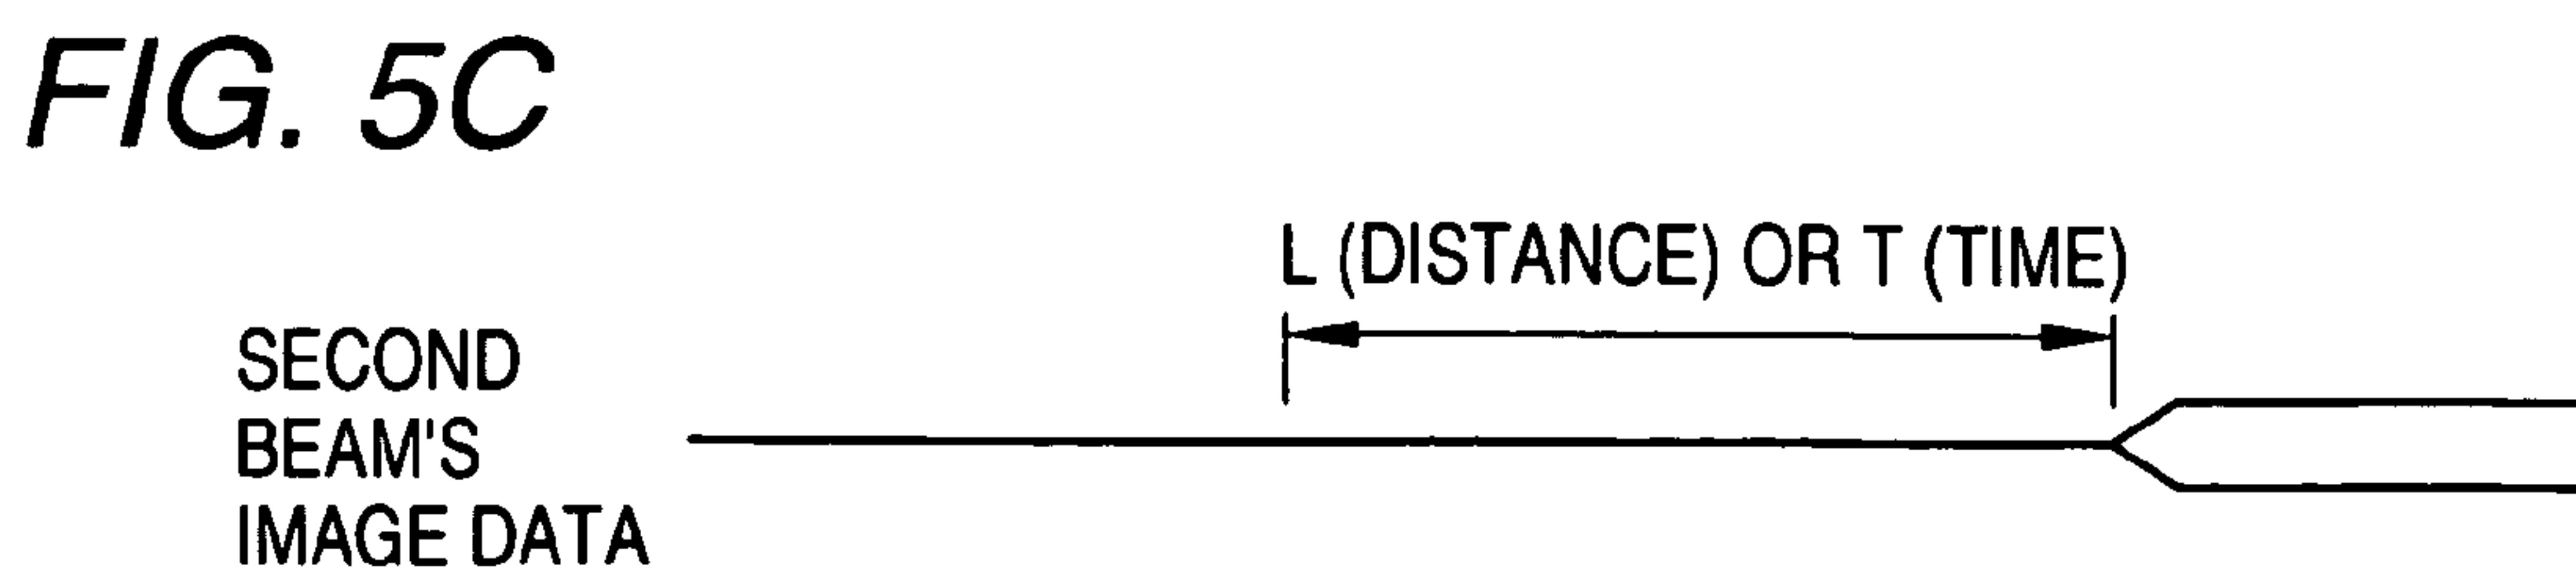 FIG. 5C
L (DISTANCE) OR T (TIME)
SECOND
BEAM'S
IMAGE DATA